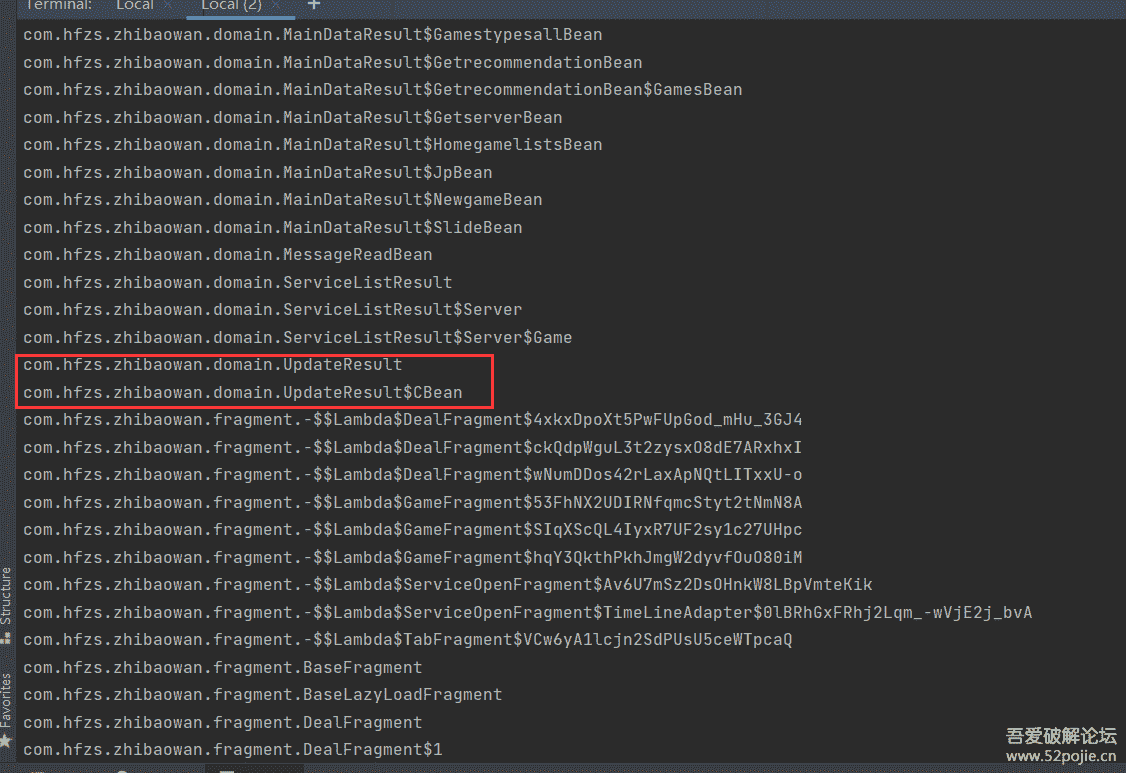 Terminal: Local × Local (2) × +
com.hfzs.zhibaowan.domain.MainDataResult$GamestypesallBean
com.hfzs.zhibaowan.domain.MainDataResult$GetrecommendationBean
com.hfzs.zhibaowan.domain.MainDataResult$GetrecommendationBean$GamesBean
com.hfzs.zhibaowan.domain.MainDataResult$GetserverBean
com.hfzs.zhibaowan.domain.MainDataResult$HomegamelistsBean
com.hfzs.zhibaowan.domain.MainDataResult$JpBean
com.hfzs.zhibaowan.domain.MainDataResult$NewgameBean
com.hfzs.zhibaowan.domain.MainDataResult$SlideBean
com.hfzs.zhibaowan.domain.MessageReadBean
com.hfzs.zhibaowan.domain.ServiceListResult
com.hfzs.zhibaowan.domain.ServiceListResult$Server
com.hfzs.zhibaowan.domain.ServiceListResult$Server$Game
com.hfzs.zhibaowan.domain.UpdateResult
com.hfzs.zhibaowan.domain.UpdateResult$CBean
com.hfzs.zhibaowan.fragment.-$$Lambda$DealFragment$4xkxDpoXt5PwFUpGod_mHu_3GJ4
com.hfzs.zhibaowan.fragment.-$$Lambda$DealFragment$ckQdpWguL3t2zysxO8dE7ARxhxI
com.hfzs.zhibaowan.fragment.-$$Lambda$DealFragment$wNumDDos42rLaxApNQtLITxxU-o
com.hfzs.zhibaowan.fragment.-$$Lambda$GameFragment$53FhNX2UDIRNfqmcStyt2tNmN8A
com.hfzs.zhibaowan.fragment.-$$Lambda$GameFragment$SIqXScQL4IyxR7UF2sy1c27UHpc
com.hfzs.zhibaowan.fragment.-$$Lambda$GameFragment$hqY3QkthPkhJmgW2dyvfOuO80iM
com.hfzs.zhibaowan.fragment.-$$Lambda$ServiceOpenFragment$Av6U7mSz2DsOHnkW8LBpVmteKik
com.hfzs.zhibaowan.fragment.-$$Lambda$ServiceOpenFragment$TimeLineAdapter$0lBRhGxFRhj2Lqm_-wVjE2j_bvA
com.hfzs.zhibaowan.fragment.-$$Lambda$TabFragment$VCw6yA1lcjn2SdPUsU5ceWTpcaQ
com.hfzs.zhibaowan.fragment.BaseFragment
com.hfzs.zhibaowan.fragment.BaseLazyLoadFragment
com.hfzs.zhibaowan.fragment.DealFragment
com.hfzs.zhibaowan.fragment.DealFragment$1
Structure
Favorites
吾爱破解论坛
www.52pojie.cn